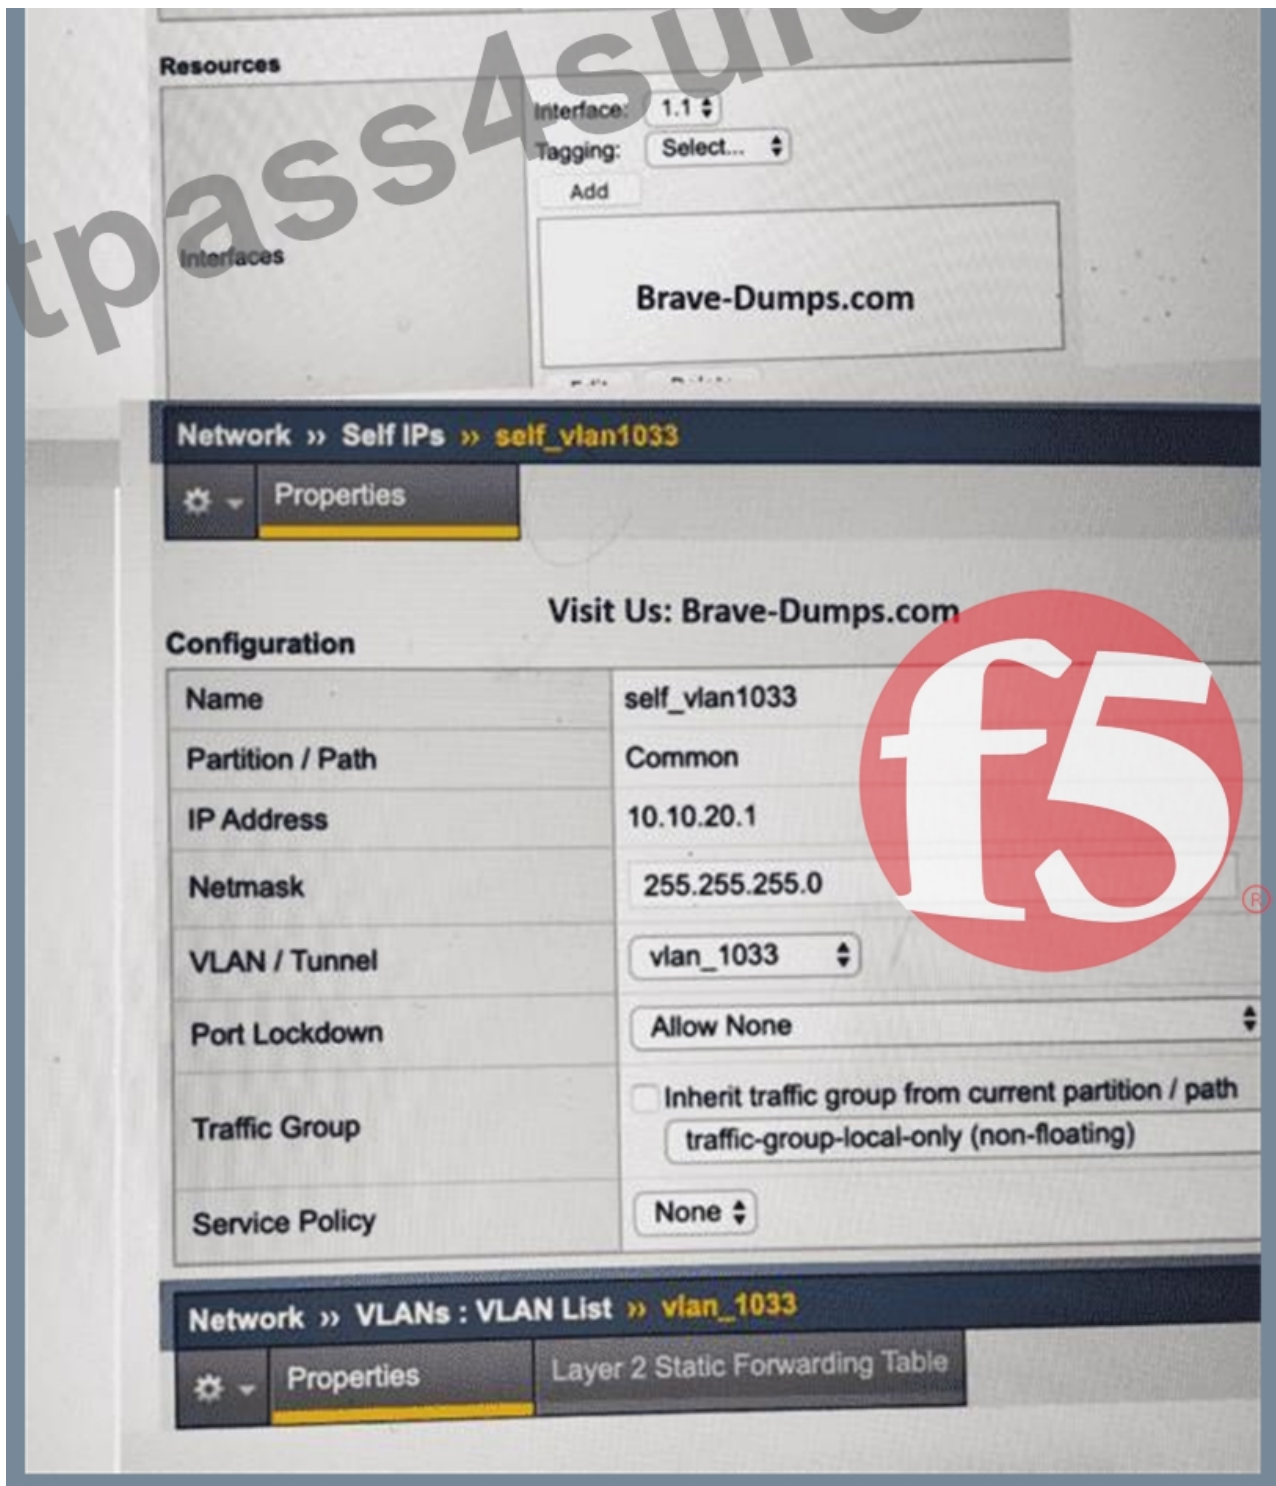 Resources
Interface: 1.1
Tagging: Select...
Add
Interfaces
Brave-Dumps.com
tpass4sure
Network » Self IPs » self_vlan1033
Properties
Visit Us: Brave-Dumps.com
Configuration
Name self_vlan1033
Partition / Path Common
IP Address 10.10.20.1
Netmask 255.255.255.0
VLAN / Tunnel vlan_1033
Port Lockdown Allow None
Inherit traffic group from current partition / path
Traffic Group traffic-group-local-only (non-floating)
Service Policy None
f5®
Network » VLANs : VLAN List » vlan_1033
Properties Layer 2 Static Forwarding Table